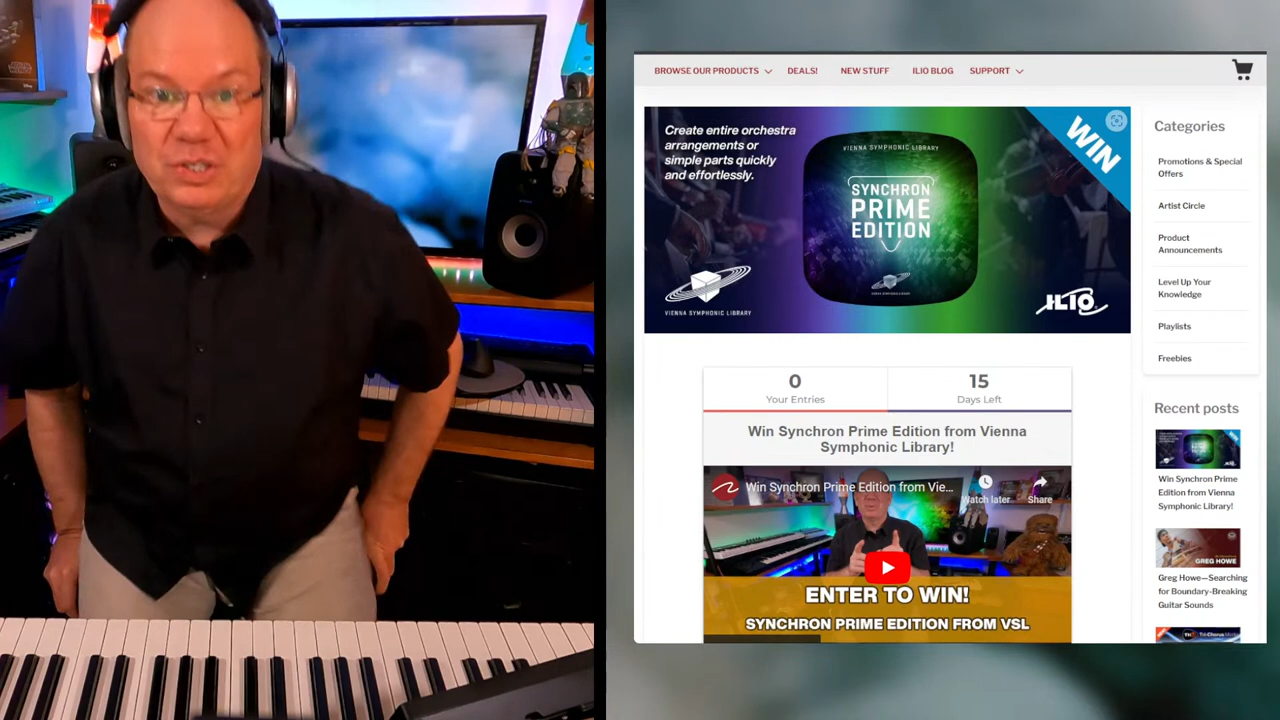 BROWSE OUR PRODUCTS
DEALS!
NEW STUFF
ILIO BLOG
SUPPORT
Create entire orchestra
arrangements or
simple parts quickly
and effortlessly.
VIENNA SYMPHONIC LIBRARY
SYNCHRON
PRIME
EDITION
WIN
VIENNA SYMPHONIC LIBRARY
ILIO
0
Your Entries
15
Days Left
Win Synchron Prime Edition from Vienna
Symphonic Library!
Win Synchron Prime Edition from Vie...
Watch later
Share
ENTER TO WIN!
SYNCHRON PRIME EDITION FROM VSL
Categories
Promotions & Special
Offers
Artist Circle
Product
Announcements
Level Up Your
Knowledge
Playlists
Freebies
Recent posts
Win Synchron Prime
Edition from Vienna
Symphonic Library!
GREG HOWE
Greg Howe—Searching
for Boundary-Breaking
Guitar Sounds